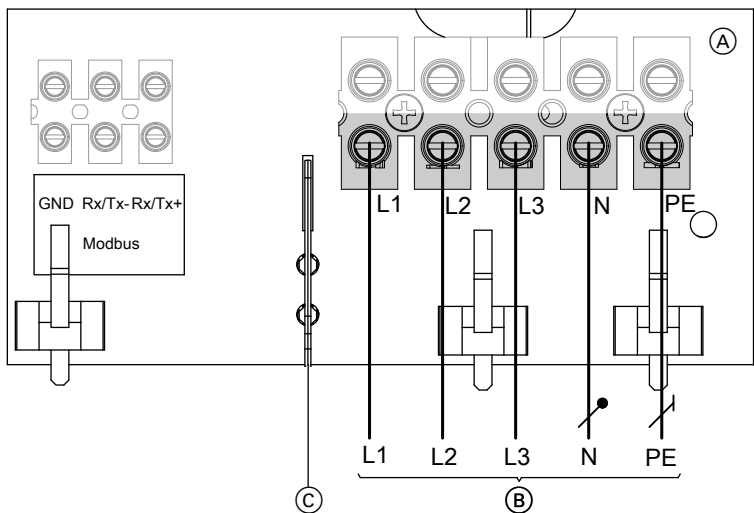 Ⓐ
L1 L2 L3 N PE
GND Rx/Tx- Rx/Tx+
Modbus
L1 L2 L3 N PE
Ⓒ Ⓑ